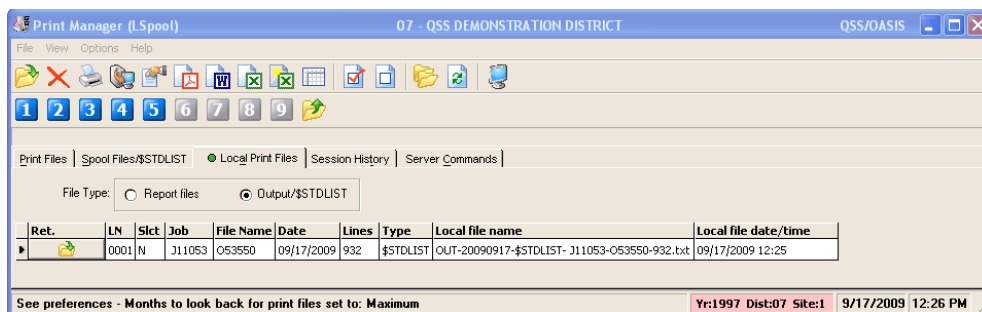 Print Manager (LSpool) 07 - QSS DEMONSTRATION DISTRICT QSS/OASIS
File View Options Help
1 2 3 4 5 6 7 8 9
Print Files Spool Files/$STDLIST Local Print Files Session History Server Commands
File Type: Report files Output/$STDLIST
Ret. LN Slct Job File Name Date Lines Type Local file name Local file date/time
0001 N J11053 O53550 09/17/2009 932 $STDLIST OUT-20090917-$STDLIST- J11053-O53550-932.txt 09/17/2009 12:25
See preferences - Months to look back for print files set to: Maximum Yr:1997 Dist:07 Site:1 9/17/2009 12:26 PM